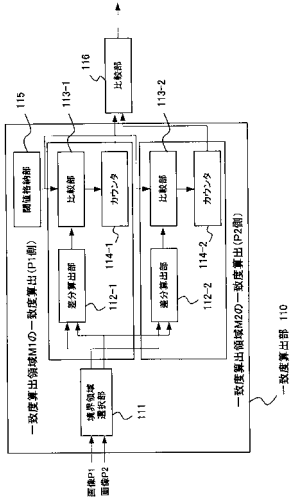 画像P1
画像P2
境界領域
選択部
111
一致度算出領域M1の一致度算出(P1側)
閾値格納部
115
差分算出部
112-1
比較部
113-1
カウンタ
114-1
比較部
116
差分算出部
112-2
比較部
113-2
カウンタ
114-2
一致度算出領域M2の一致度算出(P2側)
一致度算出部 110